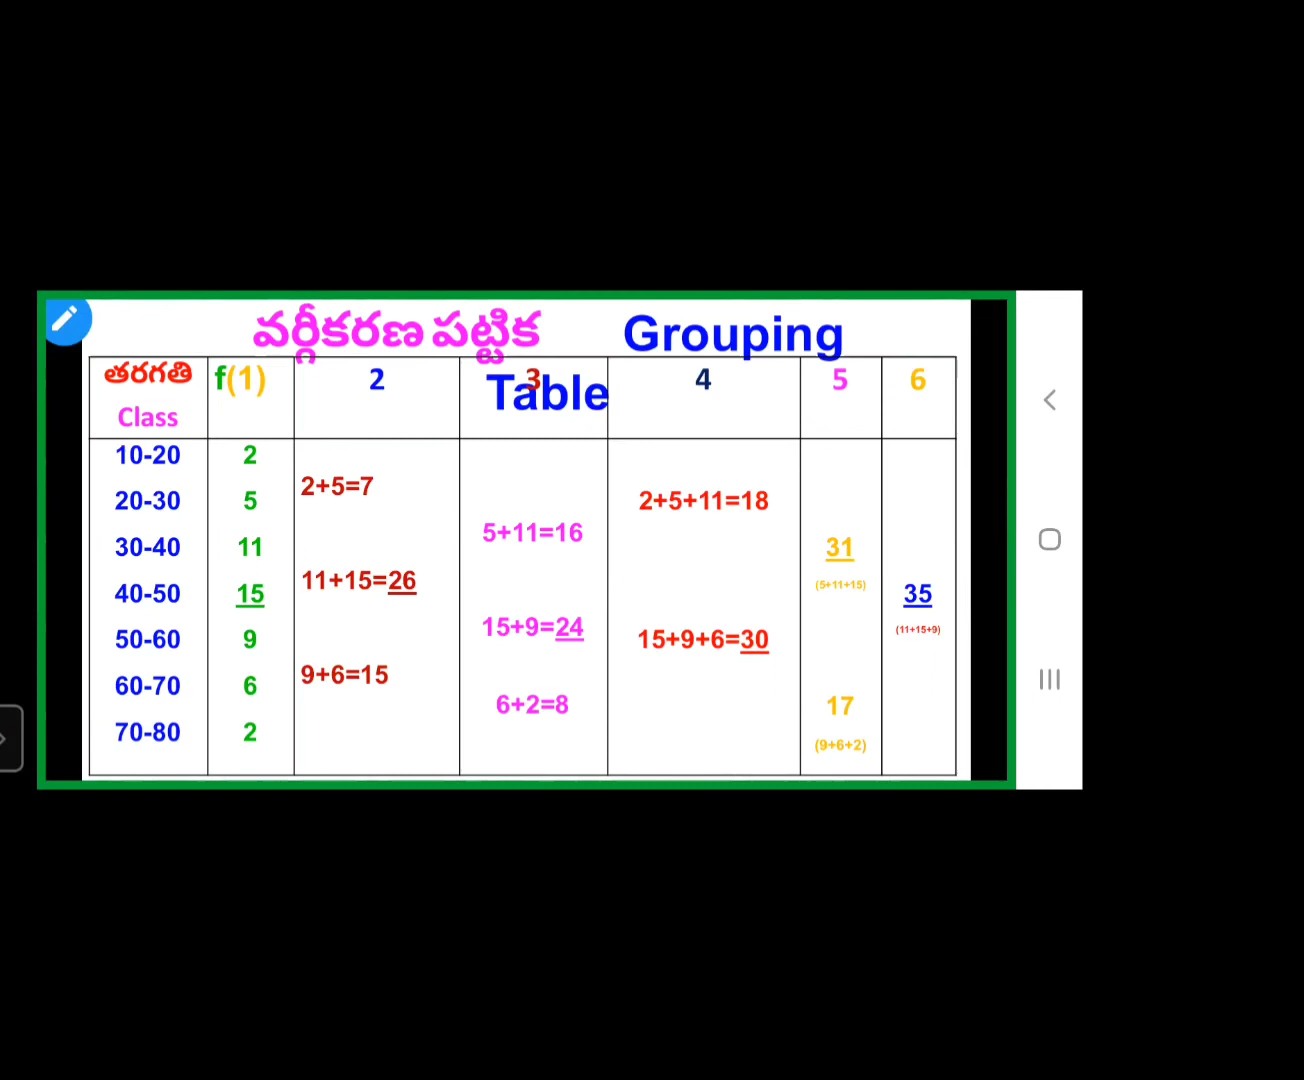 వర్గీకరణ పట్టిక Grouping Table
తరగతి Class f(1) 2 3 4 5 6
10-20 2
2+5=7
20-30 5 2+5+11=18
5+11=16
30-40 11 31
11+15=26 (5+11+15)
40-50 15 35
15+9=24 (11+15+9)
50-60 9 15+9+6=30
9+6=15
60-70 6
6+2=8 17
70-80 2 (9+6+2)